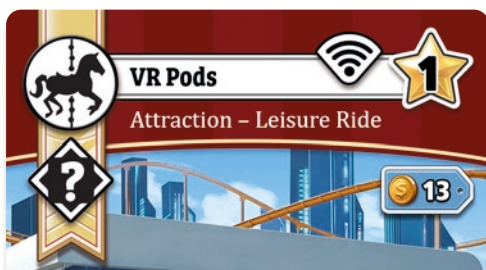 VR Pods
1
Attraction – Leisure Ride
?
$ 13